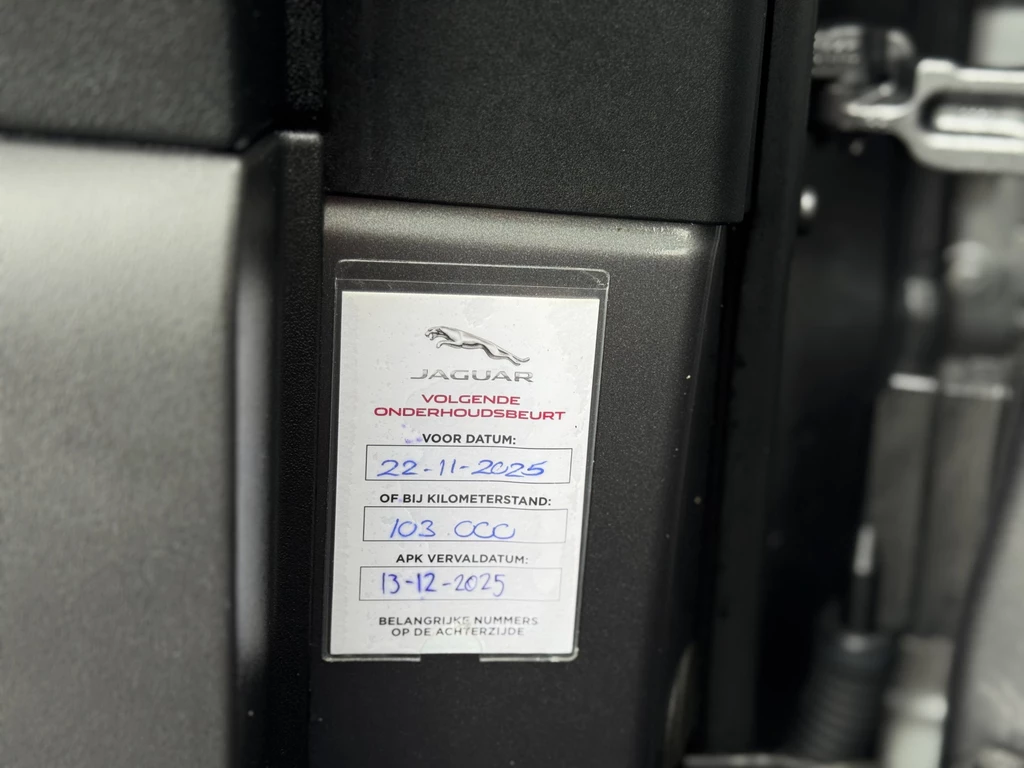 JAGUAR
VOLGENDE
ONDERHOUDSBEURT
VOOR DATUM:
22-11-2025
OF BIJ KILOMETERSTAND:
103.000
APK VERVALDATUM:
13-12-2025
BELANGRIJKE NUMMERS
OP DE ACHTERZIJDE